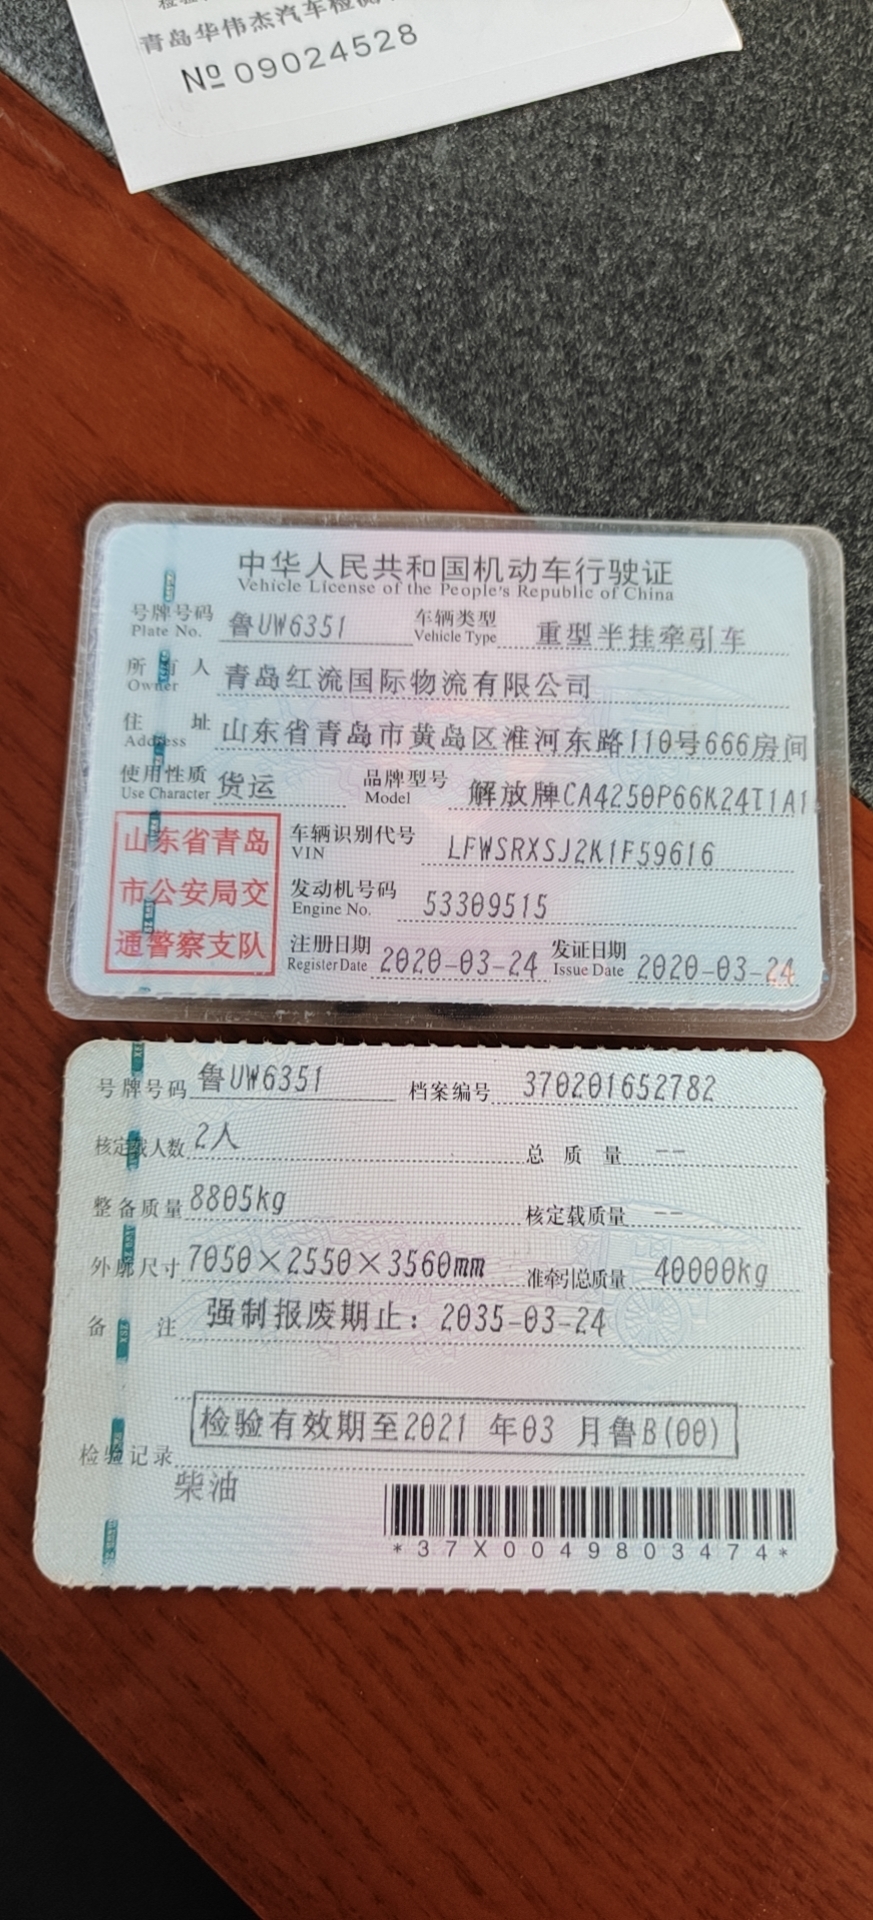 青岛华伟杰汽车检测
№ 09024528
中华人民共和国机动车行驶证
Vehicle License of the People's Republic of China
号牌号码 鲁UW6351 车辆类型 重型半挂牵引车
Plate No. Vehicle Type
所有人 青岛红流国际物流有限公司
Owner
住址 山东省青岛市黄岛区淮河东路110号666房间
Address
使用性质 货运 品牌型号 解放牌CA4250P66K24T1A1
Use Character Model
山东省青岛
市公安局交
通警察支队
车辆识别代号 LFWSRXSJ2K1F59616
VIN
发动机号码 53309515
Engine No.
注册日期 2020-03-24 发证日期 2020-03-24
Register Date Issue Date
号牌号码 鲁UW6351 档案编号 370201652782
核定载人数 2人 总质量 --
整备质量 8805kg 核定载质量 --
外廓尺寸 7050×2550×3560mm 准牵引总质量 40000kg
备注 强制报废期止：2035-03-24
检验有效期至2021 年03 月鲁B(00)
检验记录
柴油
*37X0049803474*